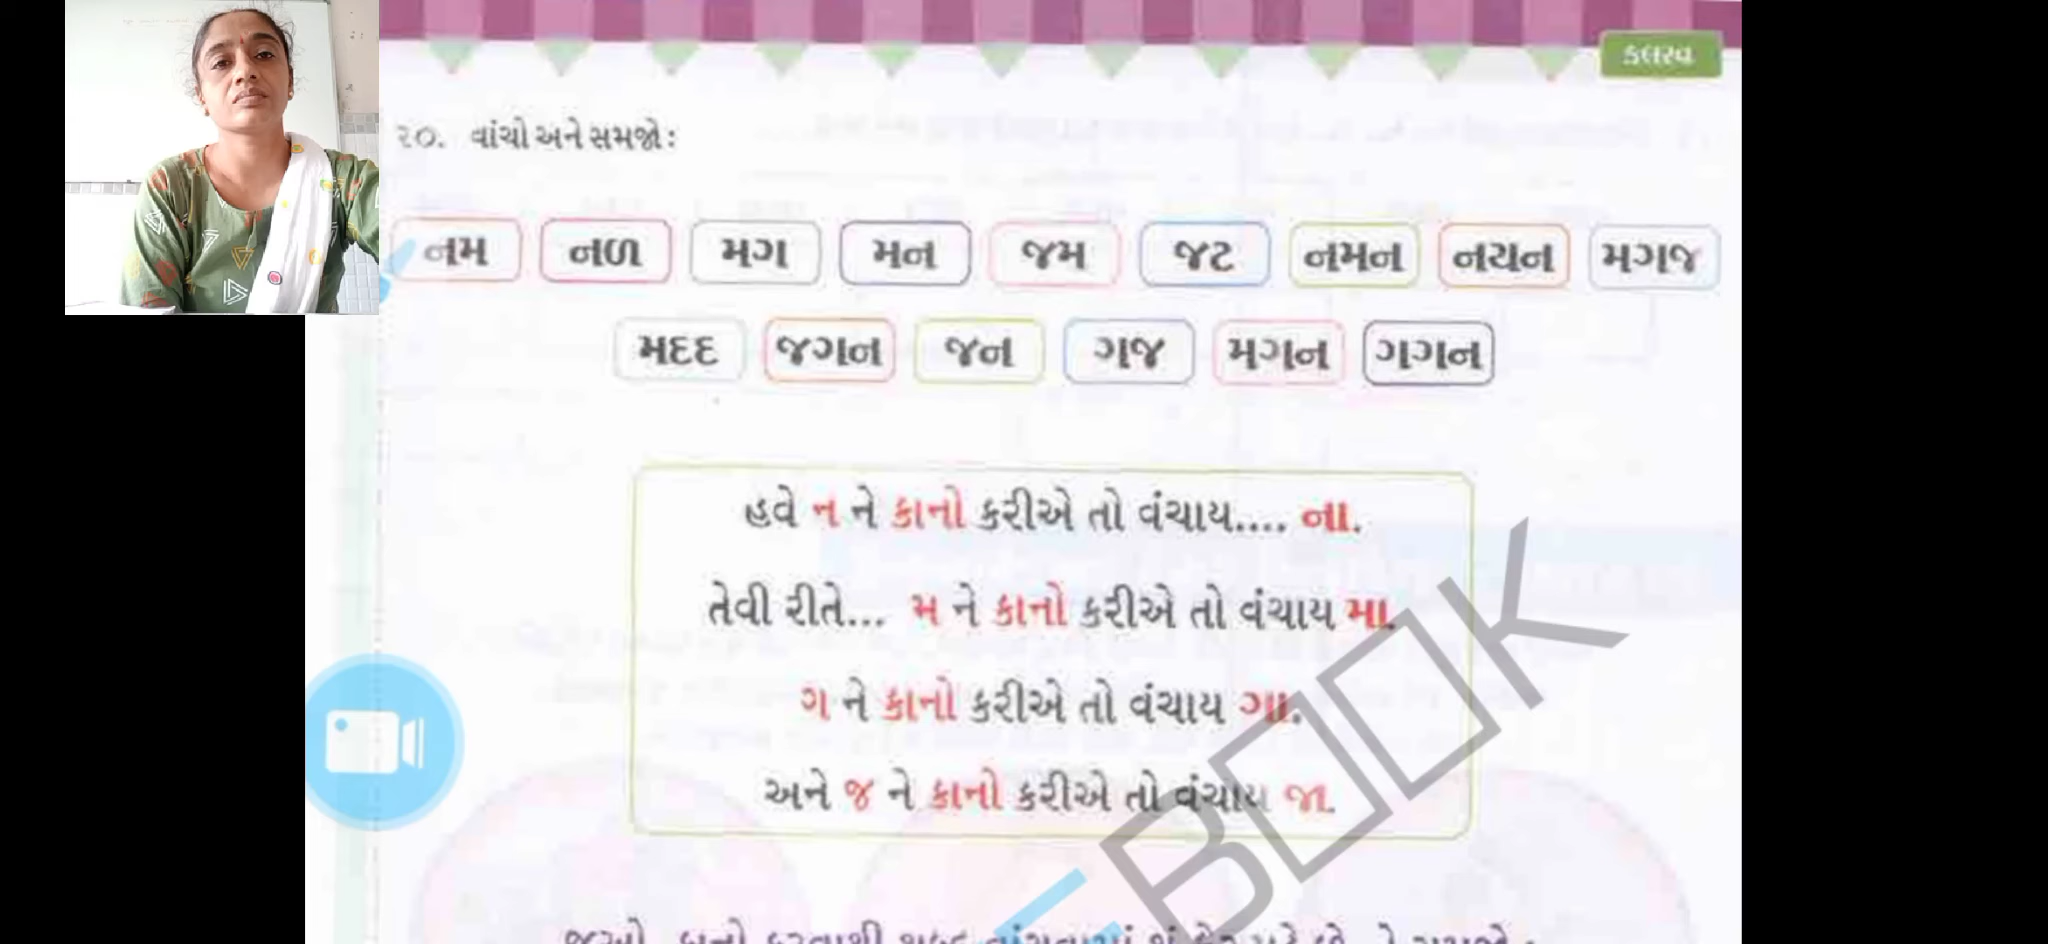 કલરવ
૨૦. વાંચો અને સમજો :
નમ નળ મગ મન જમ જટ નમન નયન મગજ
મદદ જગન જન ગજ મગન ગગન
હવે ન ને કાનો કરીએ તો વંચાય.... ના.
તેવી રીતે... મ ને કાનો કરીએ તો વંચાય મા.
ગ ને કાનો કરીએ તો વંચાય ગા.
અને જ ને કાનો કરીએ તો વંચાય જા.